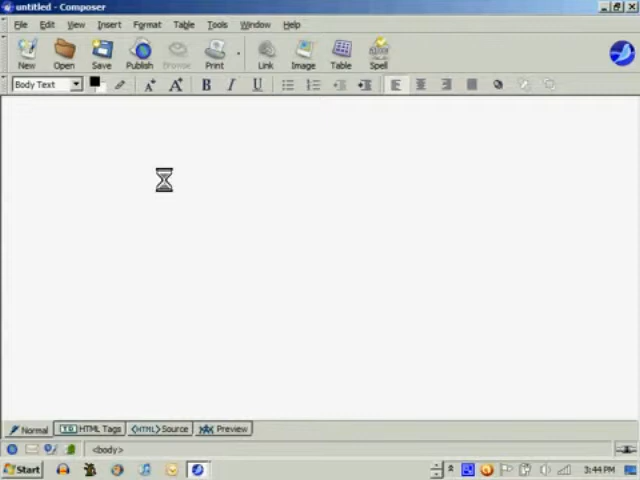 untitled - Composer
File Edit View Insert Format Table Tools Window Help
New Open Save Publish Browse Print Link Image Table Spell
Body Text B I U
Normal HTML Tags <HTML> Source Preview
<body>
Start 3:44 PM